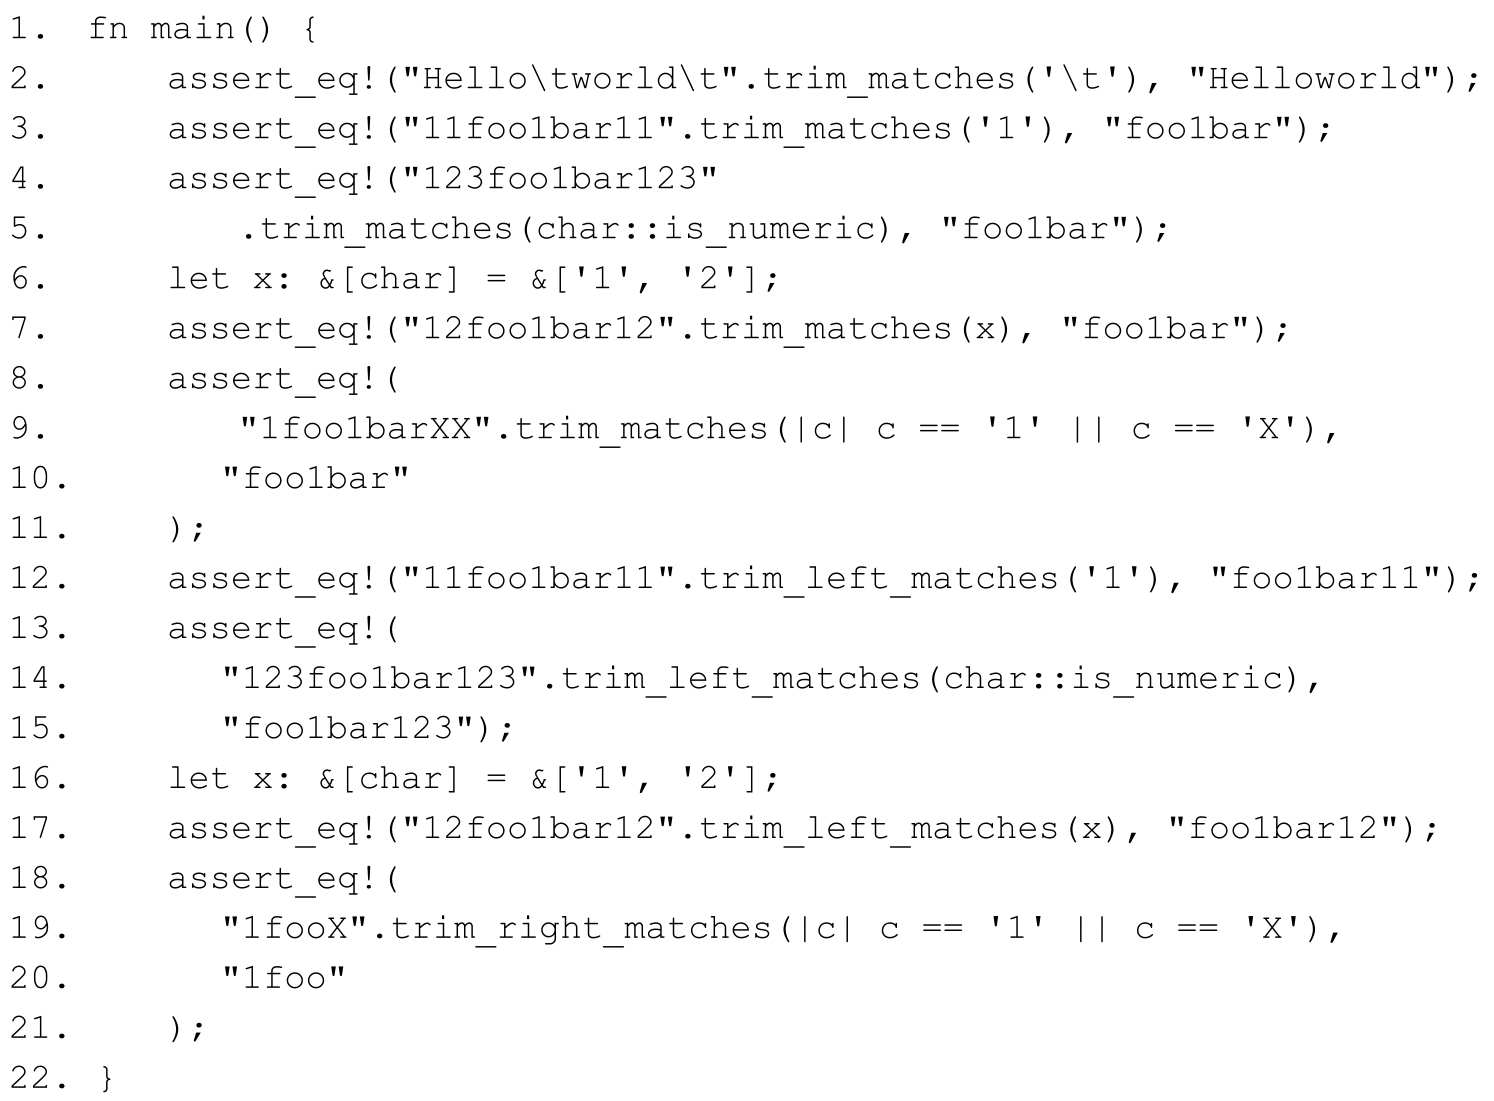 1. fn main() {
2.     assert_eq!("Hello\tworld\t".trim_matches('\t'), "Helloworld");
3.     assert_eq!("11foo1bar11".trim_matches('1'), "foo1bar");
4.     assert_eq!("123foo1bar123"
5.         .trim_matches(char::is_numeric), "foo1bar");
6.     let x: &[char] = &['1', '2'];
7.     assert_eq!("12foo1bar12".trim_matches(x), "foo1bar");
8.     assert_eq!(
9.         "1foo1barXX".trim_matches(|c| c == '1' || c == 'X'),
10.        "foo1bar"
11.    );
12.    assert_eq!("11foo1bar11".trim_left_matches('1'), "foo1bar11");
13.    assert_eq!(
14.        "123foo1bar123".trim_left_matches(char::is_numeric),
15.        "foo1bar123");
16.    let x: &[char] = &['1', '2'];
17.    assert_eq!("12foo1bar12".trim_left_matches(x), "foo1bar12");
18.    assert_eq!(
19.        "1fooX".trim_right_matches(|c| c == '1' || c == 'X'),
20.        "1foo"
21.    );
22. }